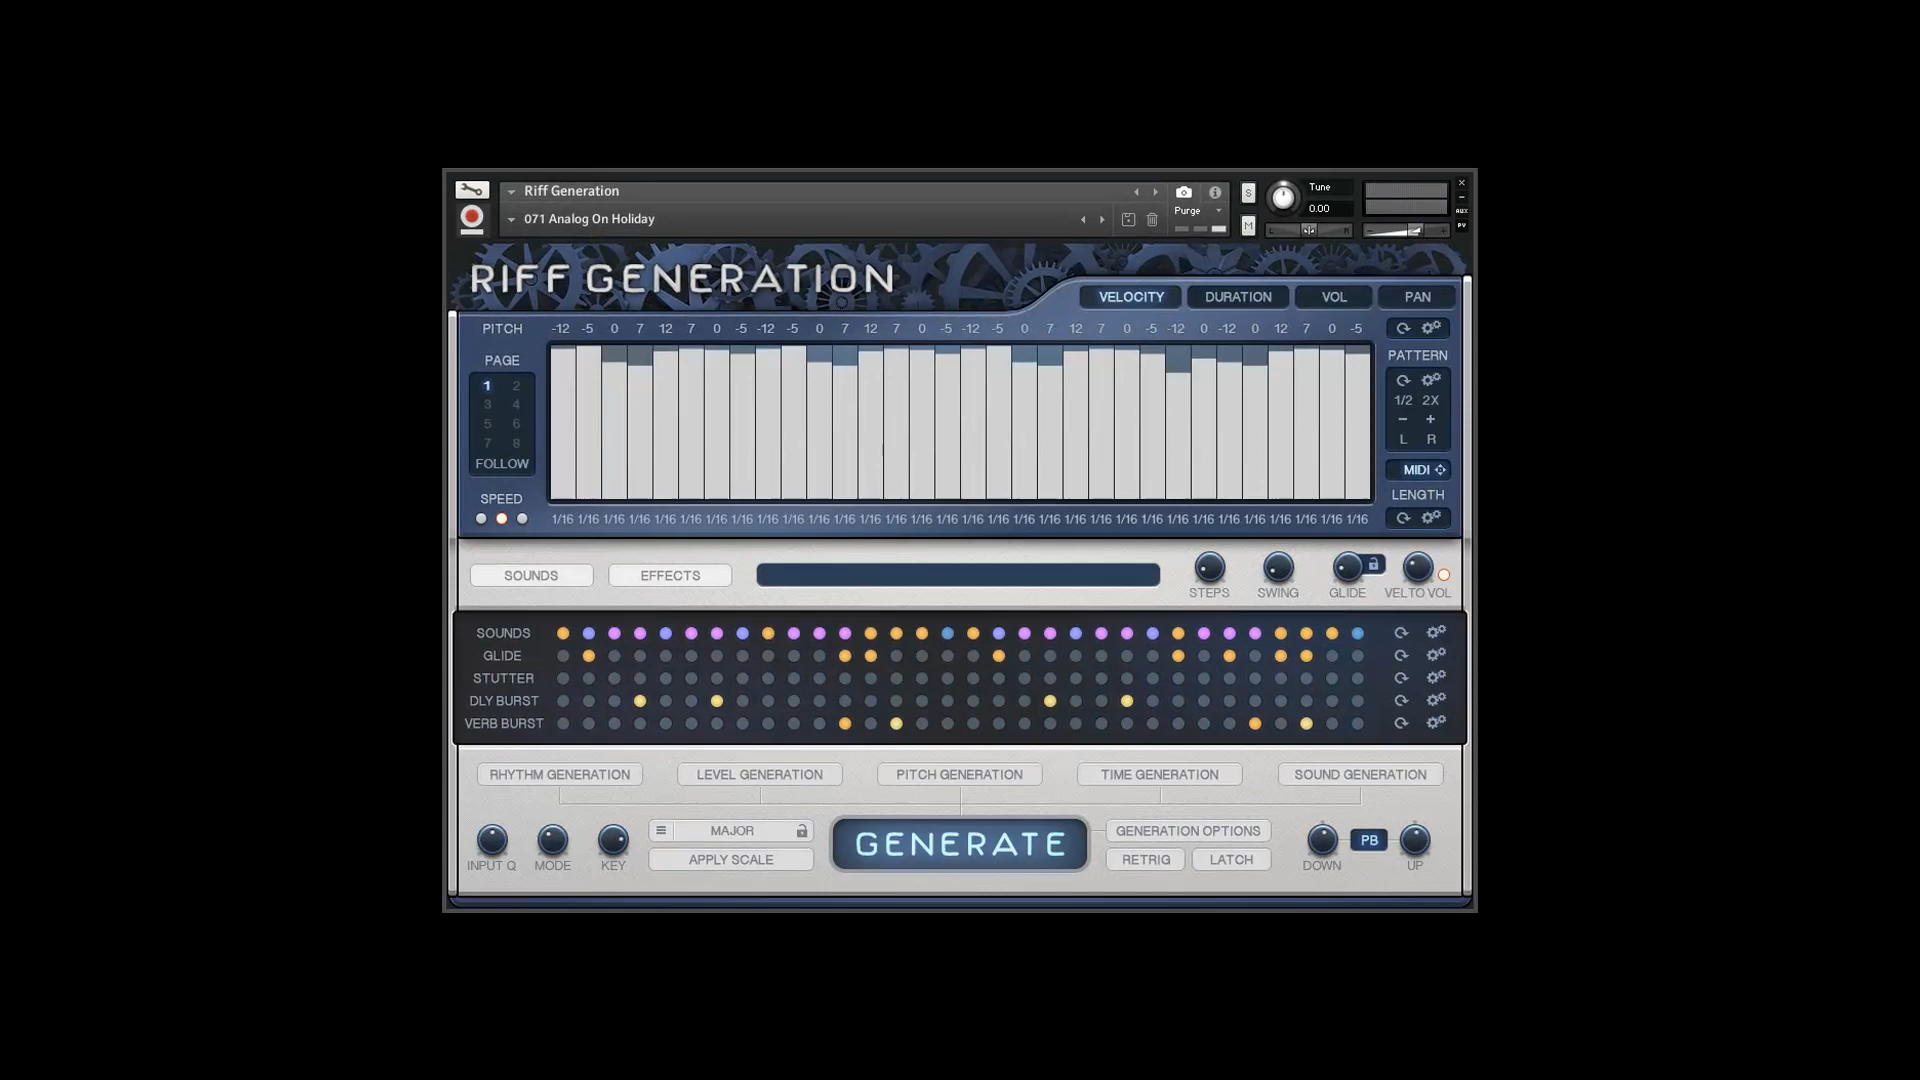 Riff Generation
071 Analog On Holiday
Purge
S
M
Tune
0.00
L R
- +
AUX
PV
RIFF GENERATION
VELOCITY DURATION VOL PAN
PITCH -12 -5 0 7 12 7 0 -5 -12 -5 0 7 12 7 0 -5 -12 -5 0 7 12 7 0 -5 -12 0 -12 0 12 7 0 -5
PAGE
1 2
3 4
5 6
7 8
FOLLOW
SPEED
PATTERN
1/2 2X
- +
L R
MIDI
LENGTH
1/16 1/16 1/16 1/16 1/16 1/16 1/16 1/16 1/16 1/16 1/16 1/16 1/16 1/16 1/16 1/16 1/16 1/16 1/16 1/16 1/16 1/16 1/16 1/16 1/16 1/16 1/16 1/16 1/16 1/16 1/16 1/16
SOUNDS EFFECTS
STEPS SWING GLIDE VEL TO VOL
SOUNDS
GLIDE
STUTTER
DLY BURST
VERB BURST
RHYTHM GENERATION LEVEL GENERATION PITCH GENERATION TIME GENERATION SOUND GENERATION
INPUT Q MODE KEY
MAJOR
APPLY SCALE
GENERATE
GENERATION OPTIONS
RETRIG LATCH
DOWN PB UP